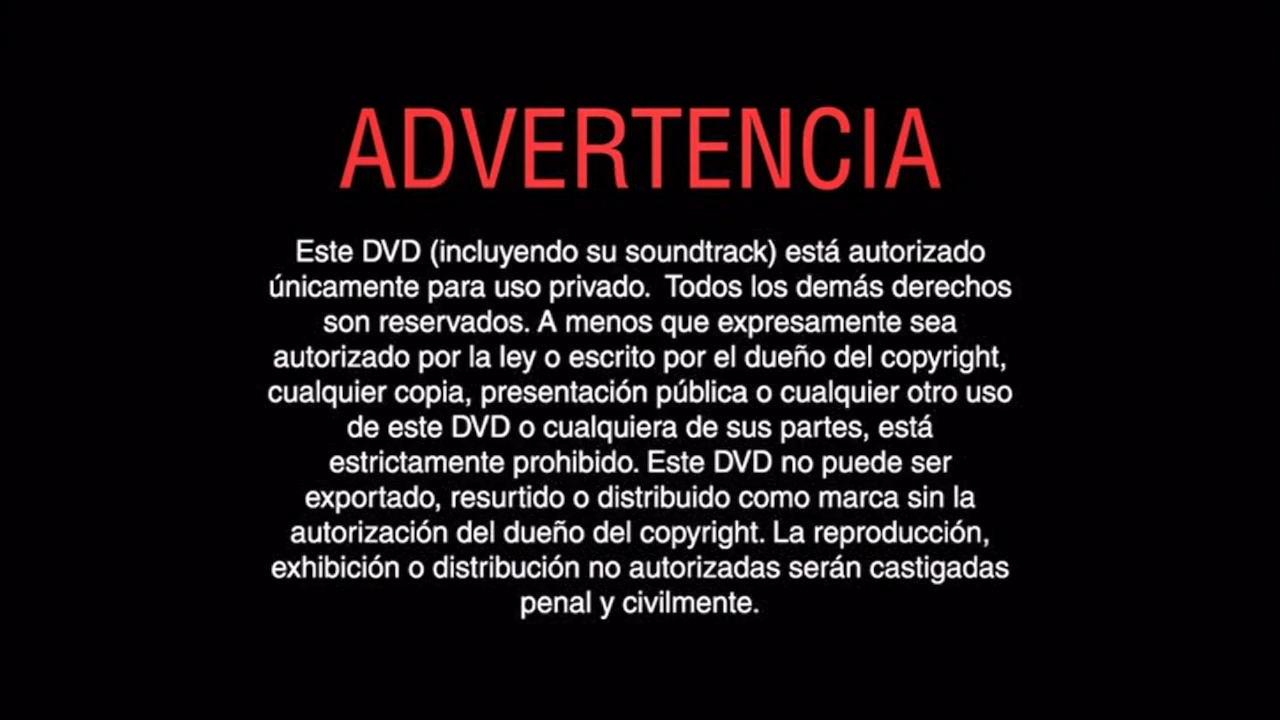 ADVERTENCIA
Este DVD (incluyendo su soundtrack) está autorizado
únicamente para uso privado.  Todos los demás derechos
son reservados. A menos que expresamente sea
autorizado por la ley o escrito por el dueño del copyright,
cualquier copia, presentación pública o cualquier otro uso
de este DVD o cualquiera de sus partes, está
estrictamente prohibido. Este DVD no puede ser
exportado, resurtido o distribuido como marca sin la
autorización del dueño del copyright. La reproducción,
exhibición o distribución no autorizadas serán castigadas
penal y civilmente.